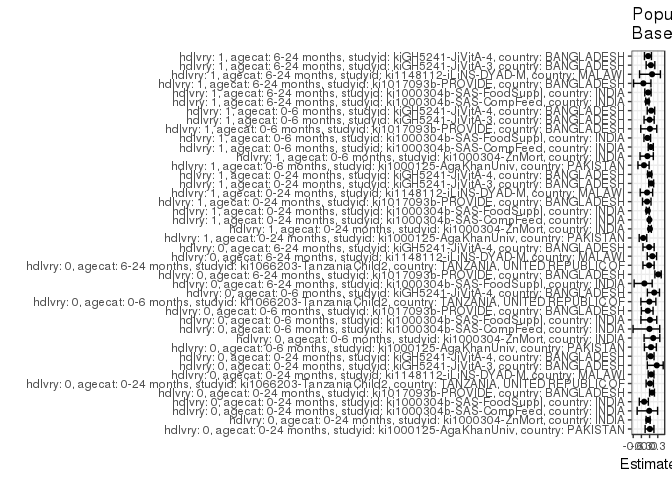 Popu
Base
hdlvry: 1, agecat: 6-24 months, studyid: kiGH5241-JiVitA-4, country: BANGLADESH
hdlvry: 1, agecat: 6-24 months, studyid: kiGH5241-JiVitA-3, country: BANGLADESH
hdlvry: 1, agecat: 6-24 months, studyid: ki1148112-iLiNS-DYAD-M, country: MALAWI
hdlvry: 1, agecat: 6-24 months, studyid: ki1017093b-PROVIDE, country: BANGLADESH
hdlvry: 1, agecat: 6-24 months, studyid: ki1000304b-SAS-FoodSuppl, country: INDIA
hdlvry: 1, agecat: 6-24 months, studyid: ki1000304b-SAS-CompFeed, country: INDIA
hdlvry: 1, agecat: 0-6 months, studyid: kiGH5241-JiVitA-4, country: BANGLADESH
hdlvry: 1, agecat: 0-6 months, studyid: kiGH5241-JiVitA-3, country: BANGLADESH
hdlvry: 1, agecat: 0-6 months, studyid: ki1017093b-PROVIDE, country: BANGLADESH
hdlvry: 1, agecat: 0-6 months, studyid: ki1000304b-SAS-FoodSuppl, country: INDIA
hdlvry: 1, agecat: 0-6 months, studyid: ki1000304b-SAS-CompFeed, country: INDIA
hdlvry: 1, agecat: 0-6 months, studyid: ki1000304-ZnMort, country: INDIA
hdlvry: 1, agecat: 0-6 months, studyid: ki1000125-AgaKhanUniv, country: PAKISTAN
hdlvry: 1, agecat: 0-24 months, studyid: kiGH5241-JiVitA-4, country: BANGLADESH
hdlvry: 1, agecat: 0-24 months, studyid: kiGH5241-JiVitA-3, country: BANGLADESH
hdlvry: 1, agecat: 0-24 months, studyid: ki1148112-iLiNS-DYAD-M, country: MALAWI
hdlvry: 1, agecat: 0-24 months, studyid: ki1017093b-PROVIDE, country: BANGLADESH
hdlvry: 1, agecat: 0-24 months, studyid: ki1000304b-SAS-FoodSuppl, country: INDIA
hdlvry: 1, agecat: 0-24 months, studyid: ki1000304b-SAS-CompFeed, country: INDIA
hdlvry: 1, agecat: 0-24 months, studyid: ki1000304-ZnMort, country: INDIA
hdlvry: 1, agecat: 0-24 months, studyid: ki1000125-AgaKhanUniv, country: PAKISTAN
hdlvry: 0, agecat: 6-24 months, studyid: kiGH5241-JiVitA-4, country: BANGLADESH
hdlvry: 0, agecat: 6-24 months, studyid: ki1148112-iLiNS-DYAD-M, country: MALAWI
hdlvry: 0, agecat: 6-24 months, studyid: ki1066203-TanzaniaChild2, country: TANZANIA, UNITED REPUBLIC OF
hdlvry: 0, agecat: 6-24 months, studyid: ki1017093b-PROVIDE, country: BANGLADESH
hdlvry: 0, agecat: 6-24 months, studyid: ki1000304b-SAS-FoodSuppl, country: INDIA
hdlvry: 0, agecat: 0-6 months, studyid: kiGH5241-JiVitA-4, country: BANGLADESH
hdlvry: 0, agecat: 0-6 months, studyid: ki1066203-TanzaniaChild2, country: TANZANIA, UNITED REPUBLIC OF
hdlvry: 0, agecat: 0-6 months, studyid: ki1017093b-PROVIDE, country: BANGLADESH
hdlvry: 0, agecat: 0-6 months, studyid: ki1000304b-SAS-FoodSuppl, country: INDIA
hdlvry: 0, agecat: 0-6 months, studyid: ki1000304b-SAS-CompFeed, country: INDIA
hdlvry: 0, agecat: 0-6 months, studyid: ki1000304-ZnMort, country: INDIA
hdlvry: 0, agecat: 0-6 months, studyid: ki1000125-AgaKhanUniv, country: PAKISTAN
hdlvry: 0, agecat: 0-24 months, studyid: kiGH5241-JiVitA-4, country: BANGLADESH
hdlvry: 0, agecat: 0-24 months, studyid: kiGH5241-JiVitA-3, country: BANGLADESH
hdlvry: 0, agecat: 0-24 months, studyid: ki1148112-iLiNS-DYAD-M, country: MALAWI
hdlvry: 0, agecat: 0-24 months, studyid: ki1066203-TanzaniaChild2, country: TANZANIA, UNITED REPUBLIC OF
hdlvry: 0, agecat: 0-24 months, studyid: ki1017093b-PROVIDE, country: BANGLADESH
hdlvry: 0, agecat: 0-24 months, studyid: ki1000304b-SAS-FoodSuppl, country: INDIA
hdlvry: 0, agecat: 0-24 months, studyid: ki1000304b-SAS-CompFeed, country: INDIA
hdlvry: 0, agecat: 0-24 months, studyid: ki1000304-ZnMort, country: INDIA
hdlvry: 0, agecat: 0-24 months, studyid: ki1000125-AgaKhanUniv, country: PAKISTAN
Estimate